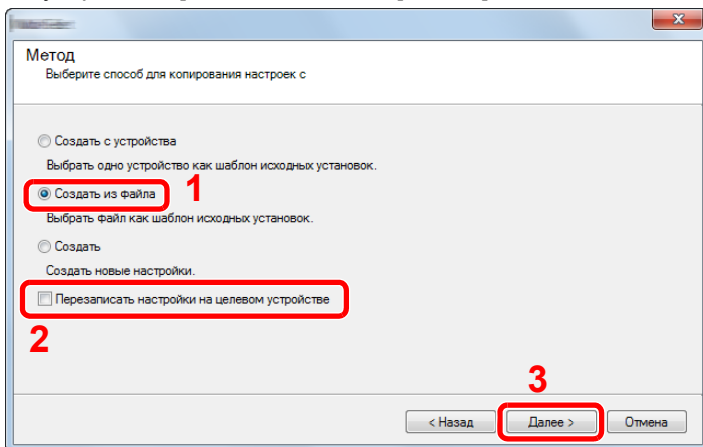 Метод
Выберите способ для копирования настроек с
Создать с устройства
Выбрать одно устройство как шаблон исходных установок.
Создать из файла
1
Выбрать файл как шаблон исходных установок.
Создать
Создать новые настройки.
Перезаписать настройки на целевом устройстве
2
3
< Назад
Далее >
Отмена